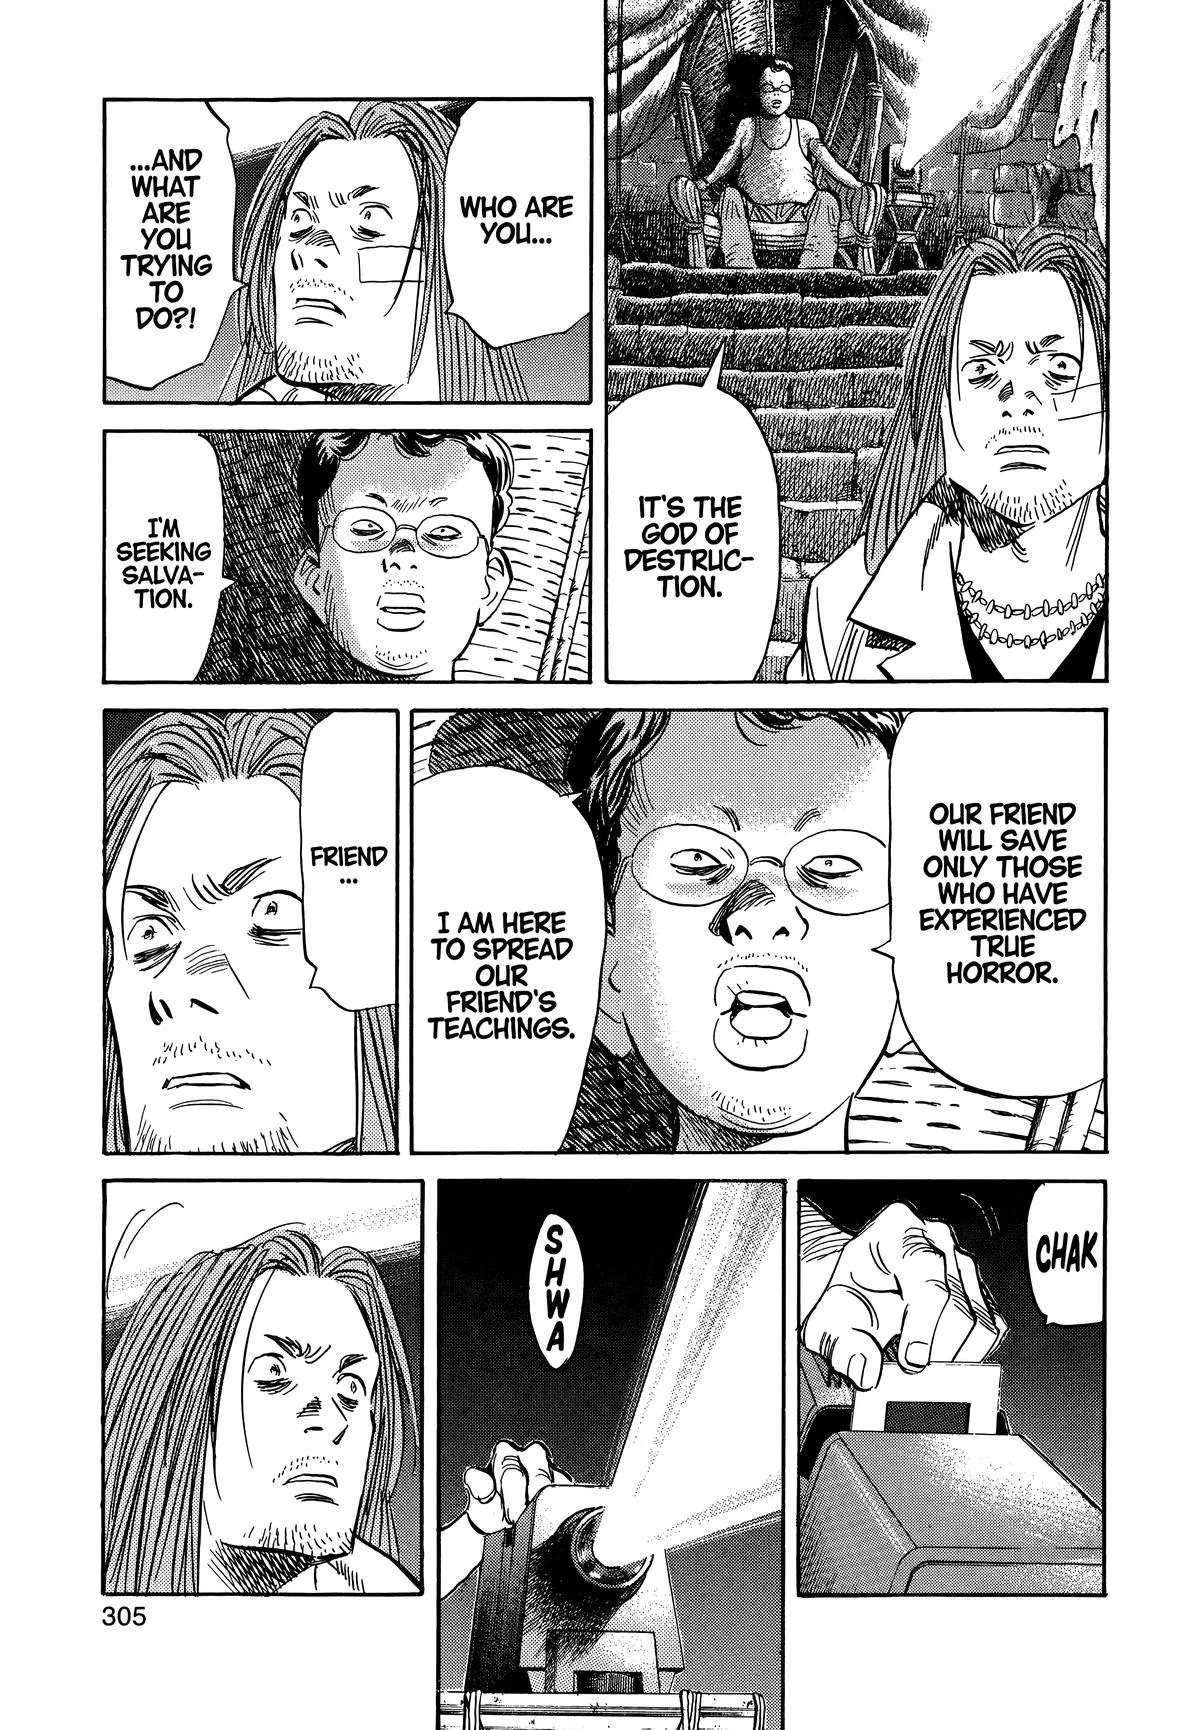 IT'S THE
GOD OF
DESTRUC-
TION.
WHO ARE
YOU...
...AND
WHAT
ARE
YOU
TRYING
TO
DO?!
I'M
SEEKING
SALVA-
TION.
OUR FRIEND
WILL SAVE
ONLY THOSE
WHO HAVE
EXPERIENCED
TRUE
HORROR.
I AM HERE
TO SPREAD
OUR
FRIEND'S
TEACHINGS.
FRIEND
...
CHAK
SHWA
305